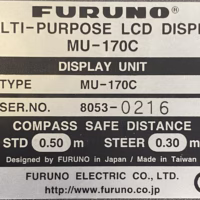 FURUNO®
LTI-PURPOSE LCD DISPL
MU-170C
DISPLAY UNIT
TYPE MU-170C
SER.NO. 8053-0216
COMPASS SAFE DISTANCE
STD 0.50 m STEER 0.30 m
Designed by FURUNO in Japan / Made in Taiwan
FURUNO ELECTRIC CO., LTD.
http://www.furuno.co.jp